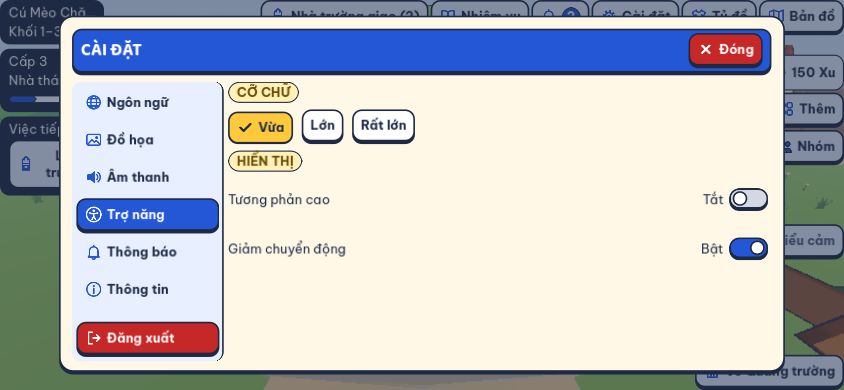 Cú Mèo Chă
Khối 1-3
Nhà trường giao (2)
Nhiệm vụ
2
Cài đặt
Tủ đồ
Bản đồ
CÀI ĐẶT
Đóng
Cấp 3
Nhà thá
150 Xu
Thêm
Nhóm
Việc tiếp
Ngôn ngữ
Đồ họa
Âm thanh
Trợ năng
Thông báo
Thông tin
Đăng xuất
CỠ CHỮ
Vừa
Lớn
Rất lớn
HIỂN THỊ
Tương phản cao
Tắt
Giảm chuyển động
Bật
iểu cảm
trường